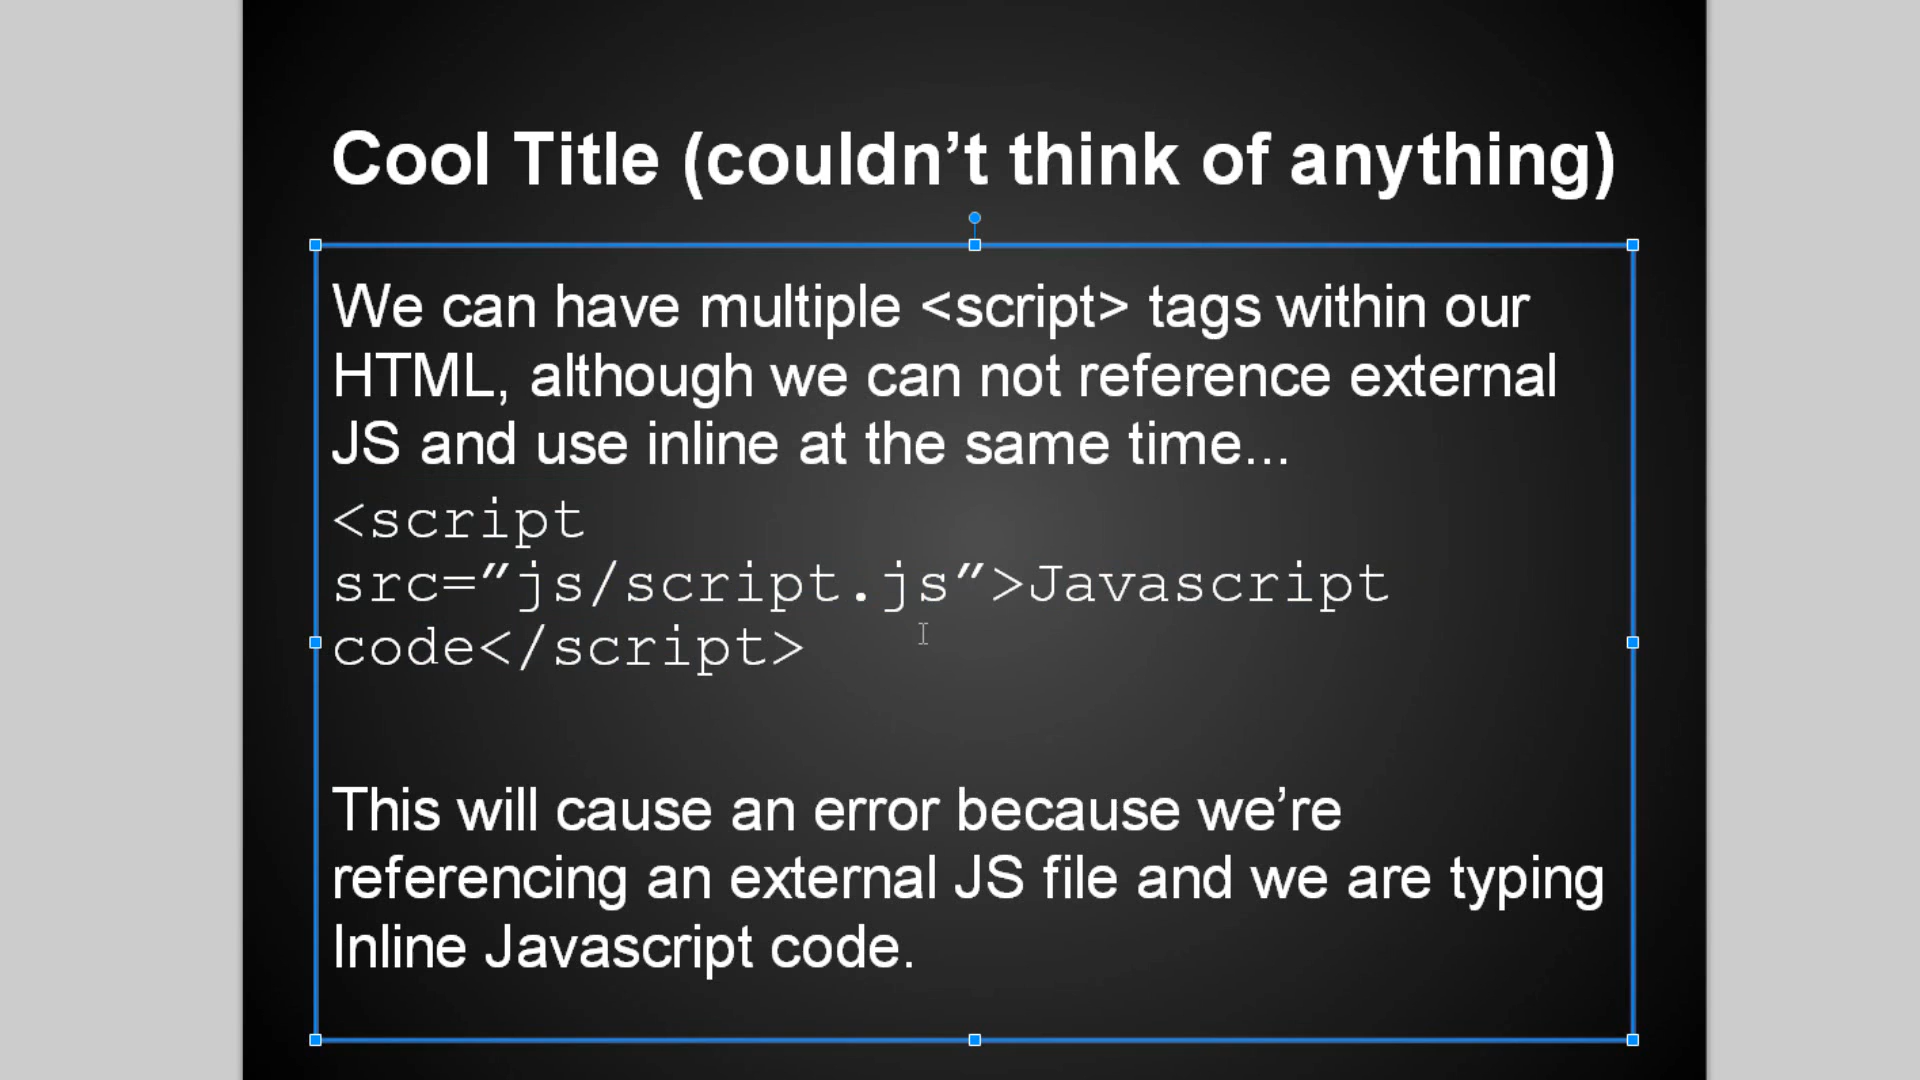 Cool Title (couldn’t think of anything)
We can have multiple <script> tags within our
HTML, although we can not reference external
JS and use inline at the same time...
<script
src=”js/script.js”>Javascript
code</script>
This will cause an error because we’re
referencing an external JS file and we are typing
Inline Javascript code.